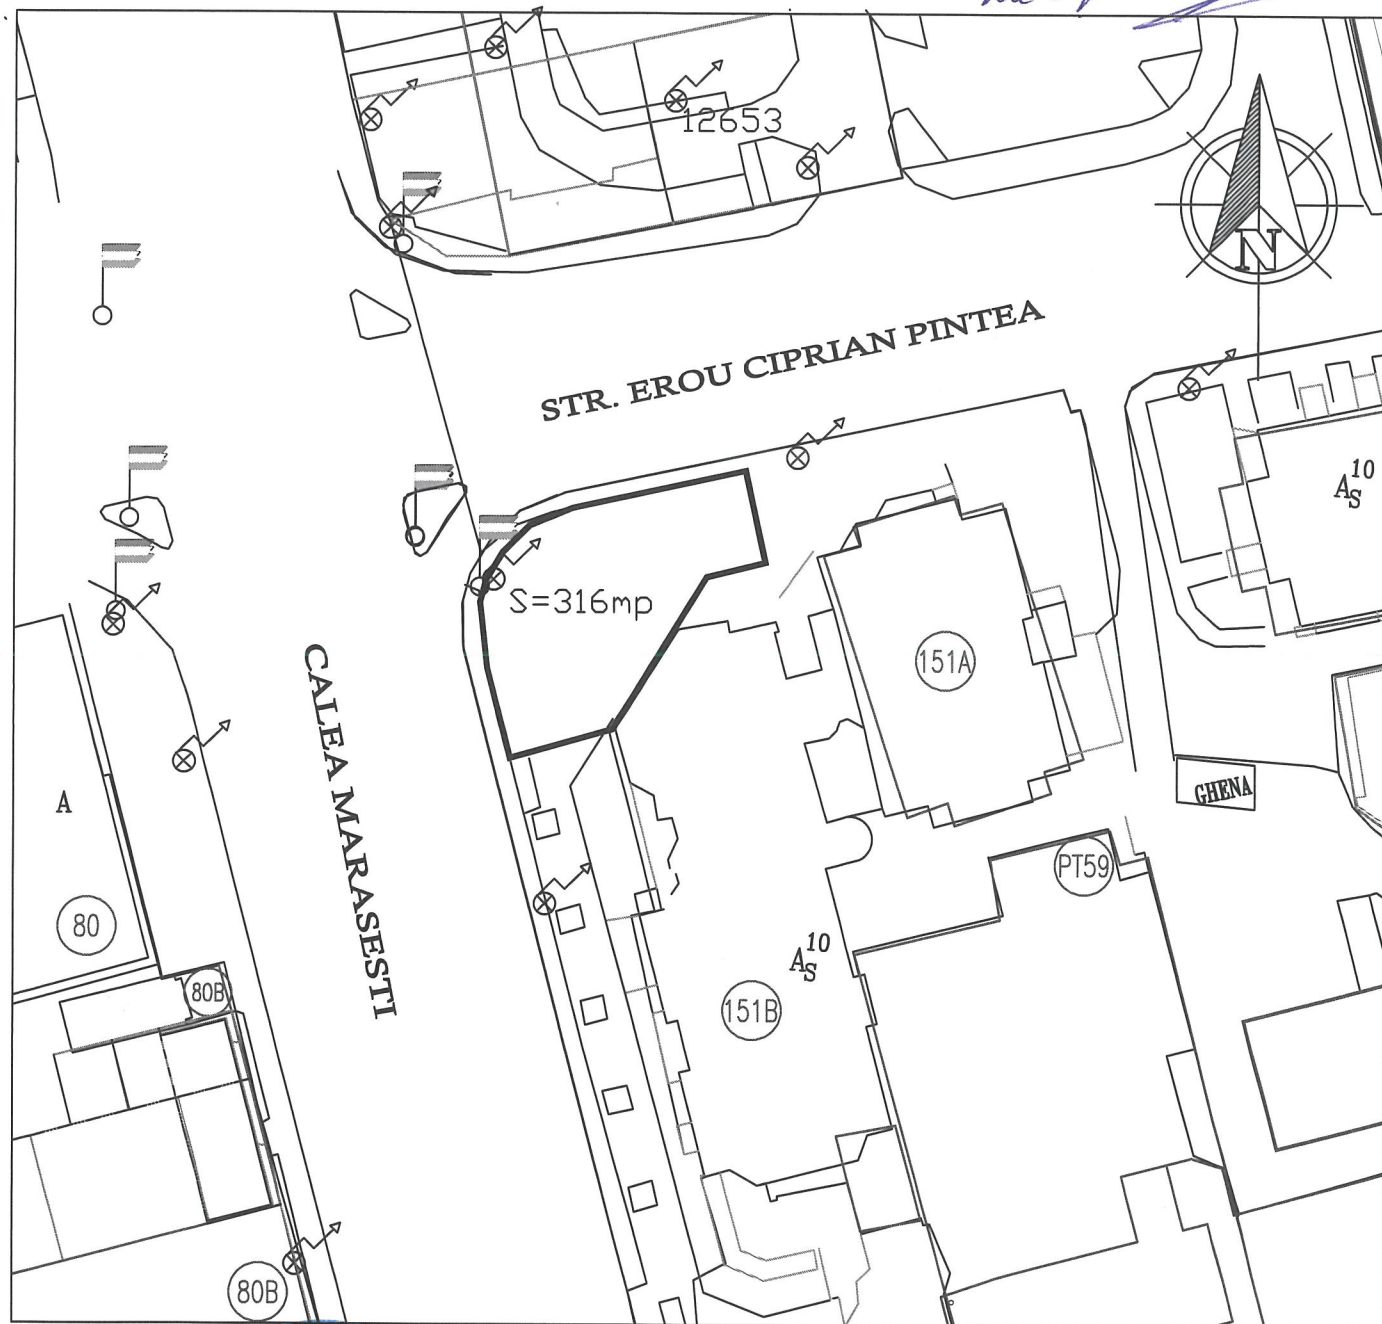 12653
N
STR. EROU CIPRIAN PINTEA
A 10 S
S=316mp
151A
CALEA MARASESTI
GHENA
A
PT59
80
80B
A 10 S
151B
80B